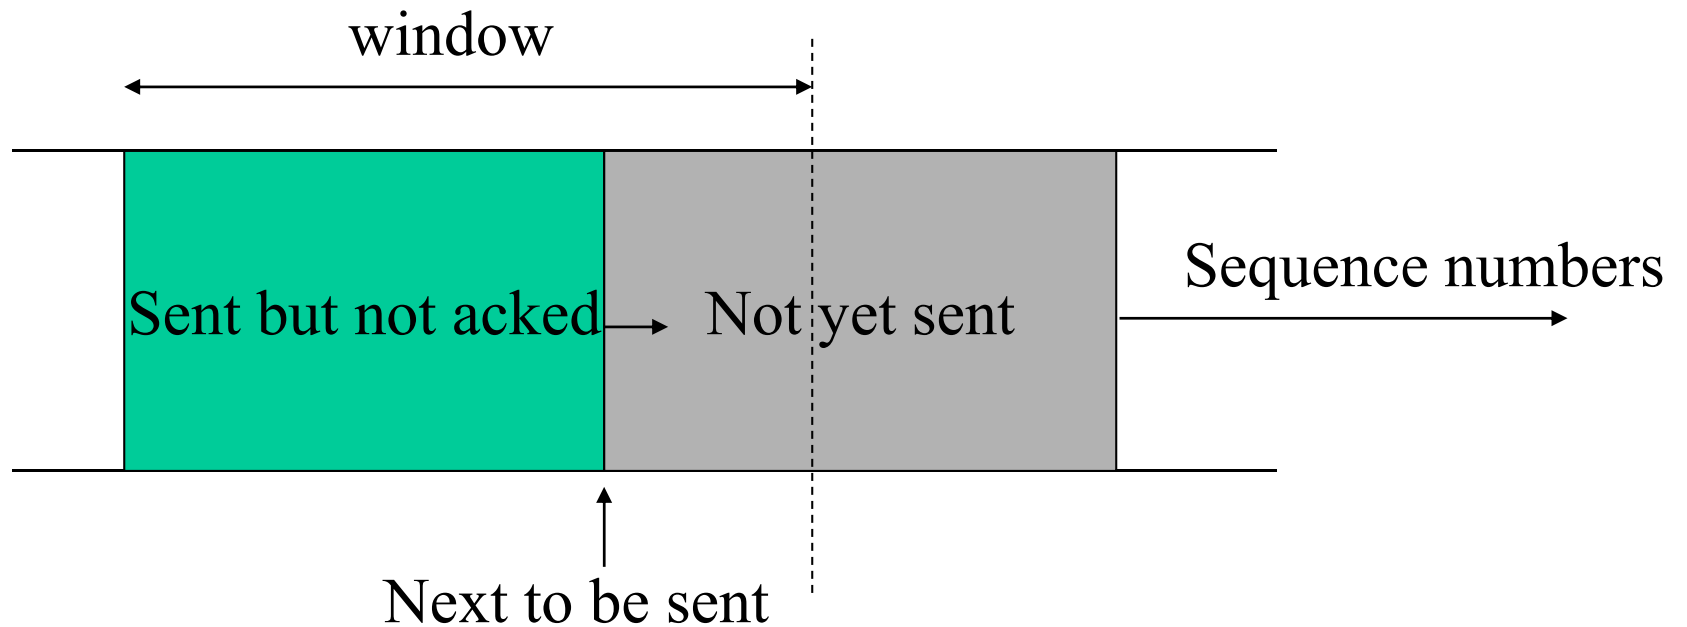 window
Sequence numbers
Sent but not acked
Not yet sent
Next to be sent